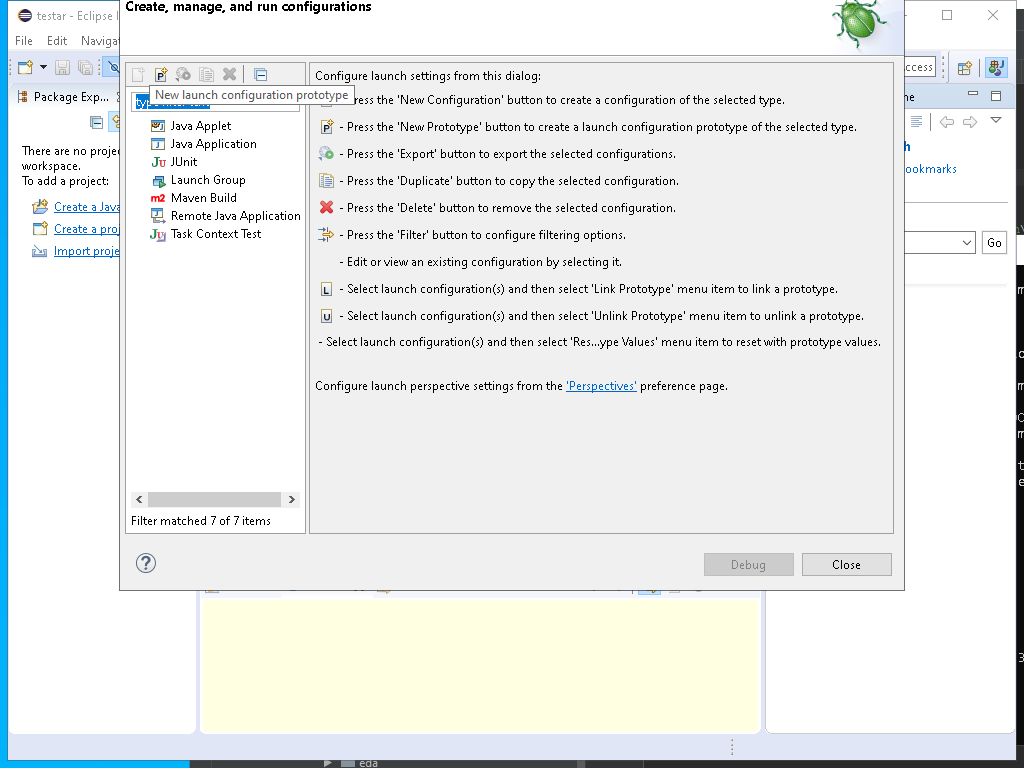 Create, manage, and run configurations
testar - Eclipse
File Edit Naviga
Package Exp...
New launch configuration prototype
Configure launch settings from this dialog:
ress the 'New Configuration' button to create a configuration of the selected type.
P - Press the 'New Prototype' button to create a launch configuration prototype of the selected type.
- Press the 'Export' button to export the selected configurations.
- Press the 'Duplicate' button to copy the selected configuration.
- Press the 'Delete' button to remove the selected configuration.
- Press the 'Filter' button to configure filtering options.
- Edit or view an existing configuration by selecting it.
L - Select launch configuration(s) and then select 'Link Prototype' menu item to link a prototype.
U - Select launch configuration(s) and then select 'Unlink Prototype' menu item to unlink a prototype.
- Select launch configuration(s) and then select 'Res...ype Values' menu item to reset with prototype values.
Configure launch perspective settings from the 'Perspectives' preference page.
Java Applet
Java Application
JU JUnit
Launch Group
m2 Maven Build
Remote Java Application
JU Task Context Test
Filter matched 7 of 7 items
? Debug Close
There are no proje
workspace.
To add a project:
Create a Java
Create a proj
Import proje
ccess
ne
h
ookmarks
Go
eda